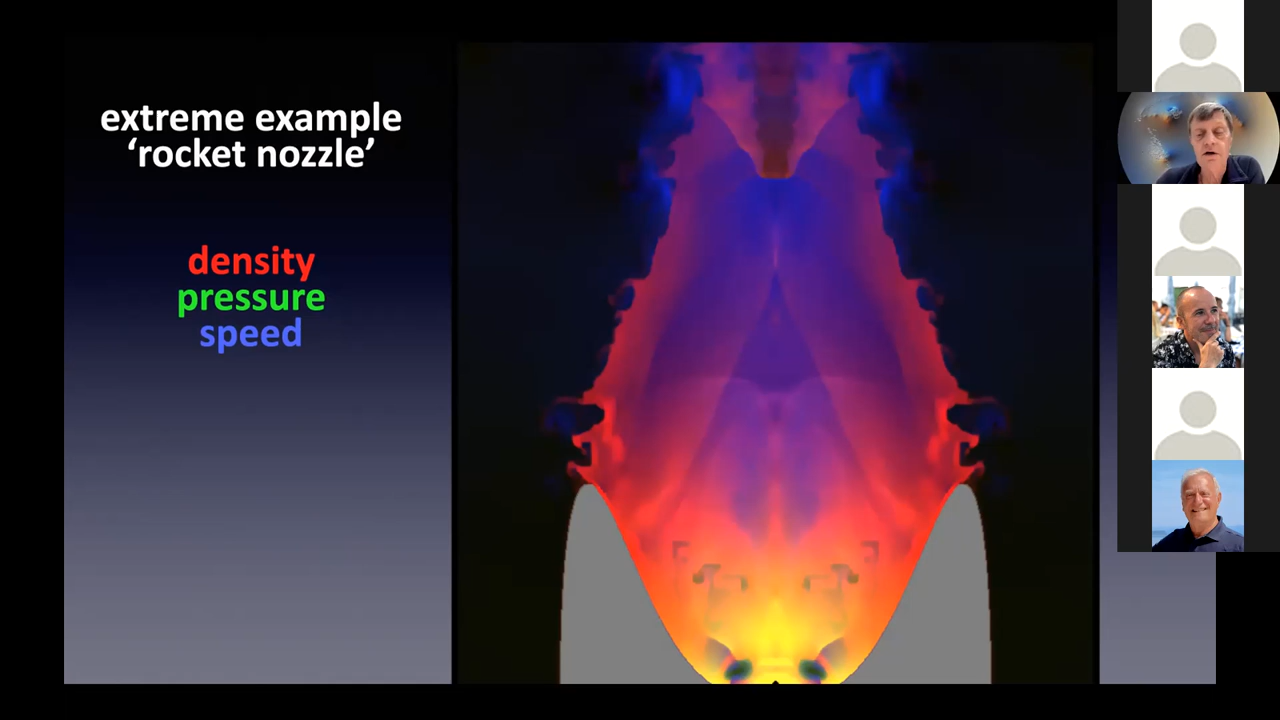 extreme example
‘rocket nozzle’
density
pressure
speed